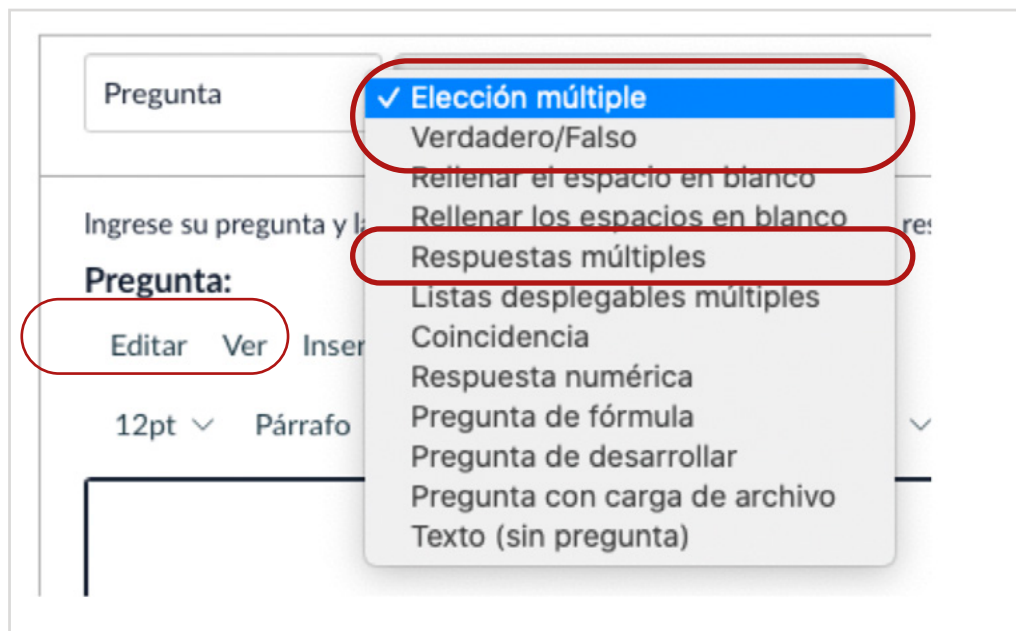 Pregunta
✓ Elección múltiple
Verdadero/Falso
Rellenar el espacio en blanco
Rellenar los espacios en blanco
Respuestas múltiples
Listas desplegables múltiples
Coincidencia
Respuesta numérica
Pregunta de fórmula
Pregunta de desarrollar
Pregunta con carga de archivo
Texto (sin pregunta)
Ingrese su pregunta y
Pregunta:
Editar Ver
12pt Párrafo